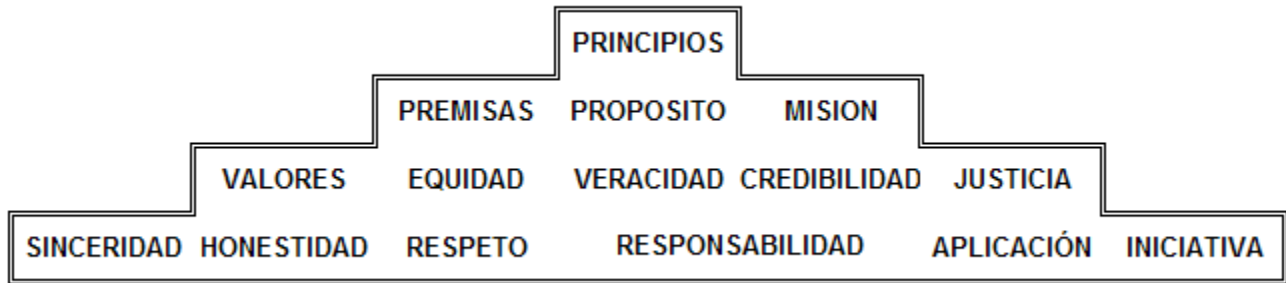 PRINCIPIOS
PREMISAS PROPOSITO MISION
VALORES EQUIDAD VERACIDAD CREDIBILIDAD JUSTICIA
SINCERIDAD HONESTIDAD RESPETO RESPONSABILIDAD APLICACIÓN INICIATIVA